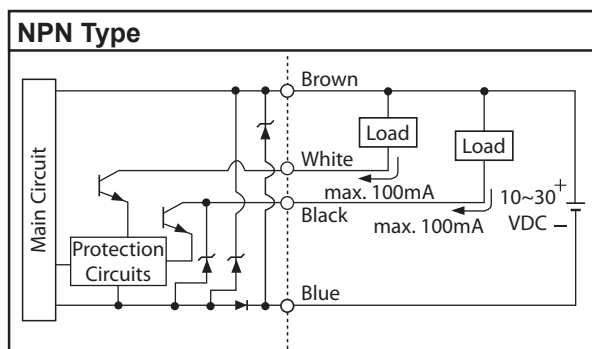 NPN Type
Main Circuit
Protection
Circuits
Brown
White
Black
Blue
Load
Load
max. 100mA
max. 100mA
10~30
VDC
+
−